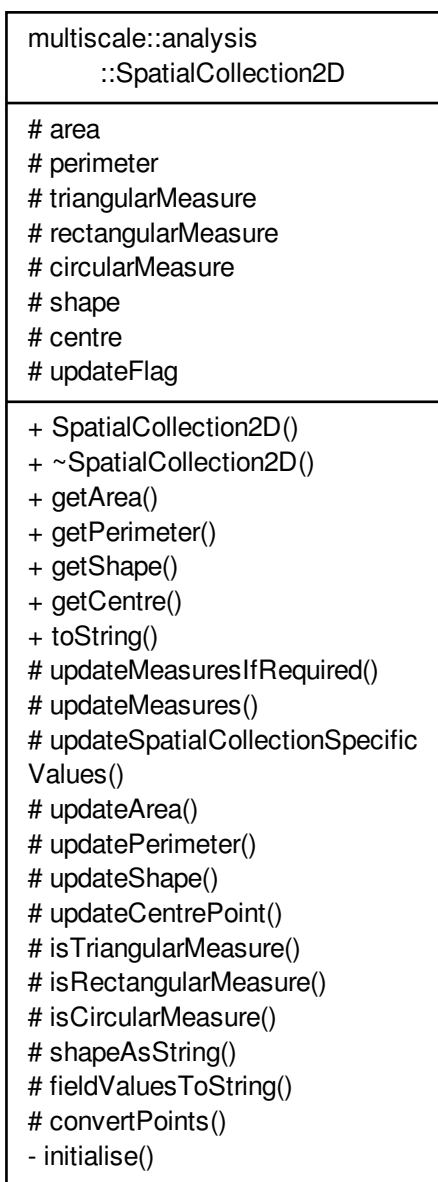 multiscale::analysis
::SpatialCollection2D
# area
# perimeter
# triangularMeasure
# rectangularMeasure
# circularMeasure
# shape
# centre
# updateFlag
+ SpatialCollection2D()
+ ~SpatialCollection2D()
+ getArea()
+ getPerimeter()
+ getShape()
+ getCentre()
+ toString()
# updateMeasuresIfRequired()
# updateMeasures()
# updateSpatialCollectionSpecific
Values()
# updateArea()
# updatePerimeter()
# updateShape()
# updateCentrePoint()
# isTriangularMeasure()
# isRectangularMeasure()
# isCircularMeasure()
# shapeAsString()
# fieldValuesToString()
# convertPoints()
- initialise()